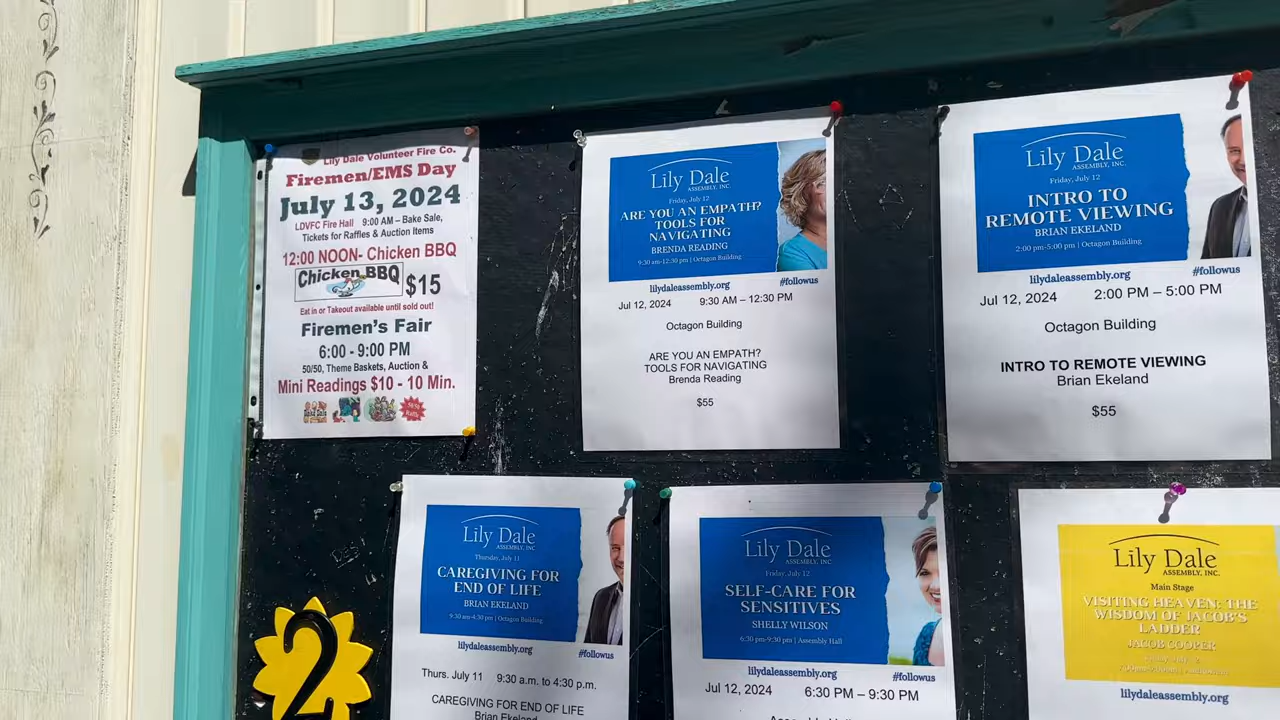 Lily Dale Volunteer Fire Co.
Firemen/EMS Day
July 13, 2024
LDVFC Fire Hall 9:00 AM – Bake Sale,
Tickets for Raffles & Auction Items
12:00 NOON- Chicken BBQ
Chicken BBQ
$15
Eat in or Takeout available until sold out!
Firemen's Fair
6:00 - 9:00 PM
50/50, Theme Baskets, Auction &
Mini Readings $10 - 10 Min.
Lily Dale
ASSEMBLY, INC.
Friday, July 12
ARE YOU AN EMPATH?
TOOLS FOR
NAVIGATING
BRENDA READING
9:30 am-12:30 pm | Octagon Building
lilydaleassembly.org #followus
Jul 12, 2024 9:30 AM – 12:30 PM
Octagon Building
ARE YOU AN EMPATH?
TOOLS FOR NAVIGATING
Brenda Reading
$55
Lily Dale
ASSEMBLY, INC.
Friday, July 12
INTRO TO
REMOTE VIEWING
BRIAN EKELAND
2:00 pm-5:00 pm | Octagon Building
lilydaleassembly.org #followus
Jul 12, 2024 2:00 PM – 5:00 PM
Octagon Building
INTRO TO REMOTE VIEWING
Brian Ekeland
$55
2
Lily Dale
ASSEMBLY, INC
Thursday, July 11
CAREGIVING FOR
END OF LIFE
BRIAN EKELAND
9:30 am-4:30 pm | Octagon Building
lilydaleassembly.org #followus
Thurs. July 11 9:30 a.m. to 4:30 p.m.
CAREGIVING FOR END OF LIFE
Brian Ekeland
Lily Dale
ASSEMBLY, INC.
Friday, July 12
SELF-CARE FOR
SENSITIVES
SHELLY WILSON
6:30 pm-9:30 pm | Assembly Hall
lilydaleassembly.org #followus
Jul 12, 2024 6:30 PM – 9:30 PM
Lily Dale
ASSEMBLY, INC.
Main Stage
VISITING HEAVEN: THE
WISDOM OF JACOB'S
LADDER
JACOB COOPER
lilydaleassembly.org